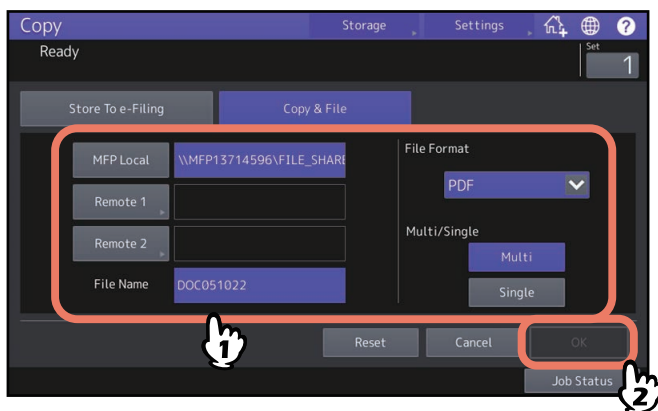 Copy
Storage
Settings
?
Ready
Set
1
Store To e-Filing
Copy & File
MFP Local
\\MFP13714596\FILE_SHARE
File Format
PDF
Remote 1
Remote 2
Multi/Single
Multi
File Name
DOC051022
Single
1
Reset
Cancel
OK
Job Status
2